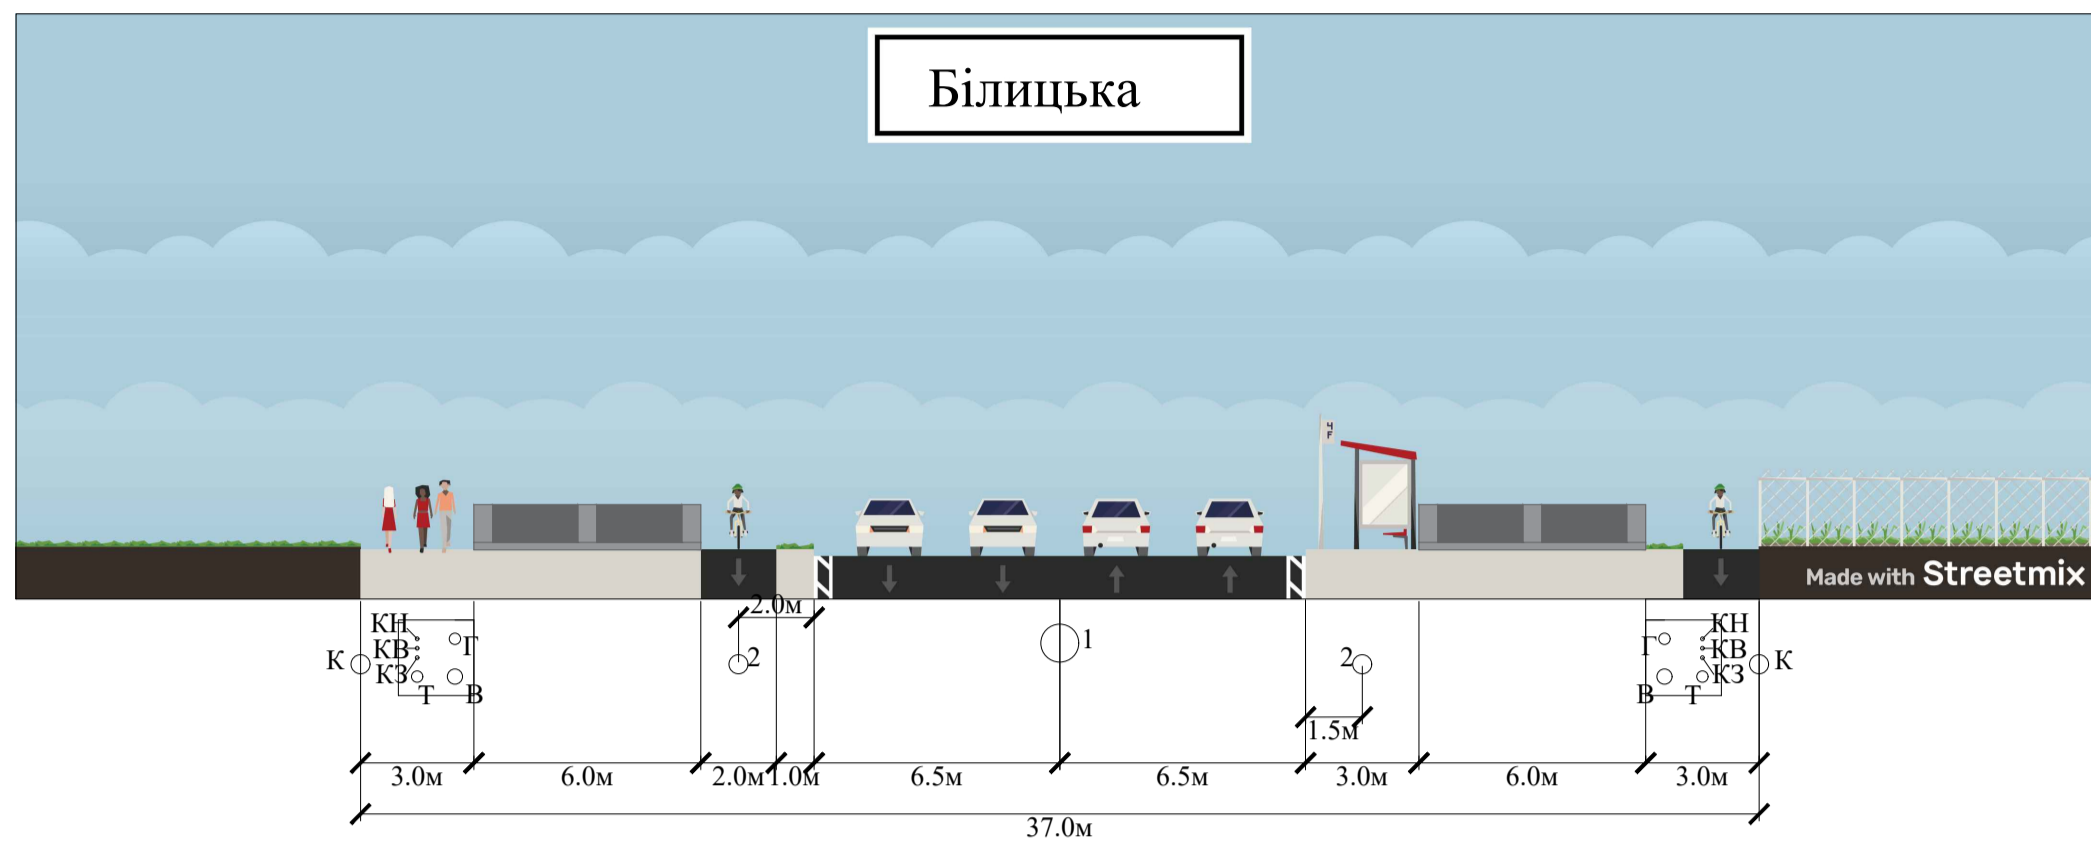 Білицька
4
F
Made with Streetmix
2.0м
КН
КВ
КЗ
К
Г
Т
В
2
1
2
1.5м
Г
КН
КВ
КЗ
К
В
Т
3.0м
6.0м
2.0м
1.0м
6.5м
6.5м
3.0м
6.0м
3.0м
37.0м